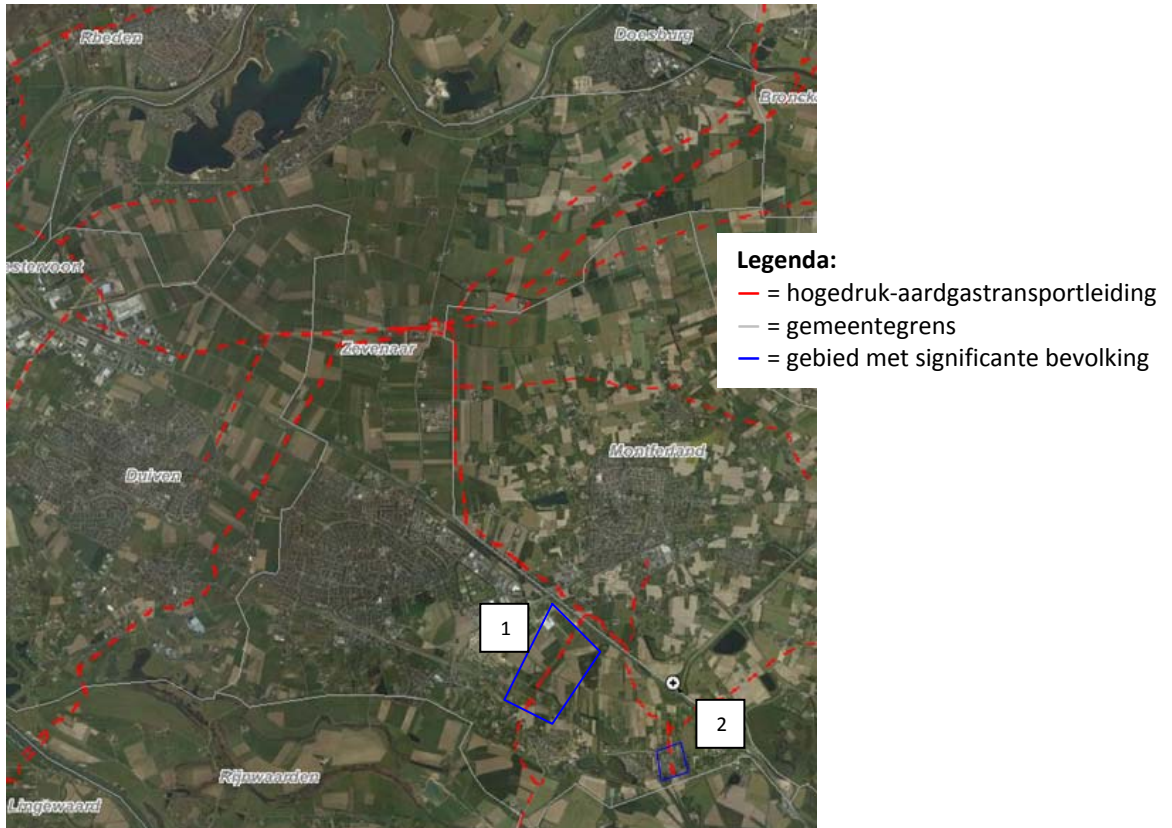 Rheden
Doesburg
Bronck
estervoort
Zevenaar
Duiven
Montferland
1
2
Rijnwaarden
Lingewaard
Legenda:
= hogedruk-aardgastransportleiding
= gemeentegrens
= gebied met significante bevolking